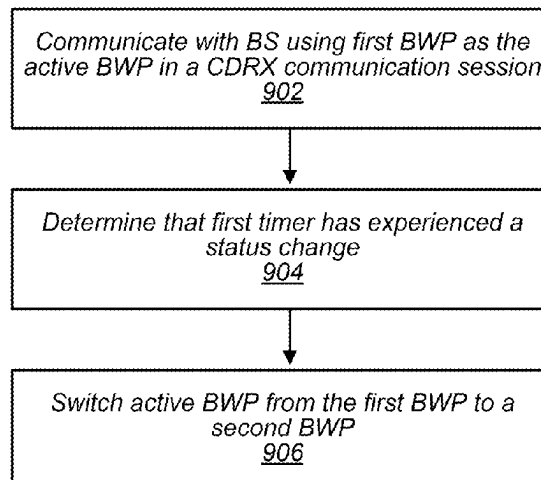 Communicate with BS using first BWP as the
active BWP in a CDRX communication session
902
Determine that first timer has experienced a
status change
904
Switch active BWP from the first BWP to a
second BWP
906